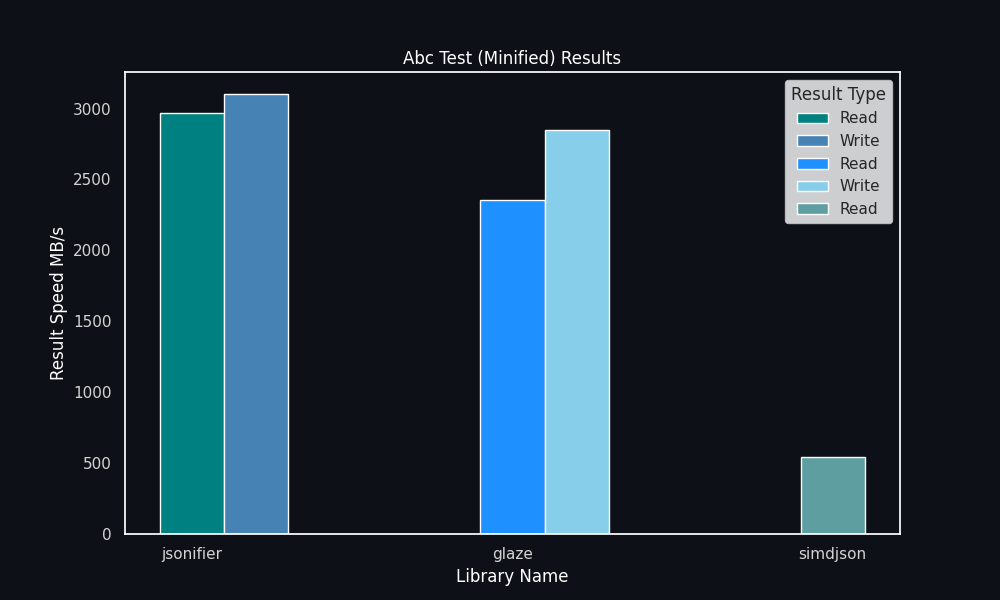 Abc Test (Minified) Results
Result Speed MB/s
3000
2500
2000
1500
1000
500
0
Result Type
Read
Write
Read
Write
Read
jsonifier
glaze
simdjson
Library Name